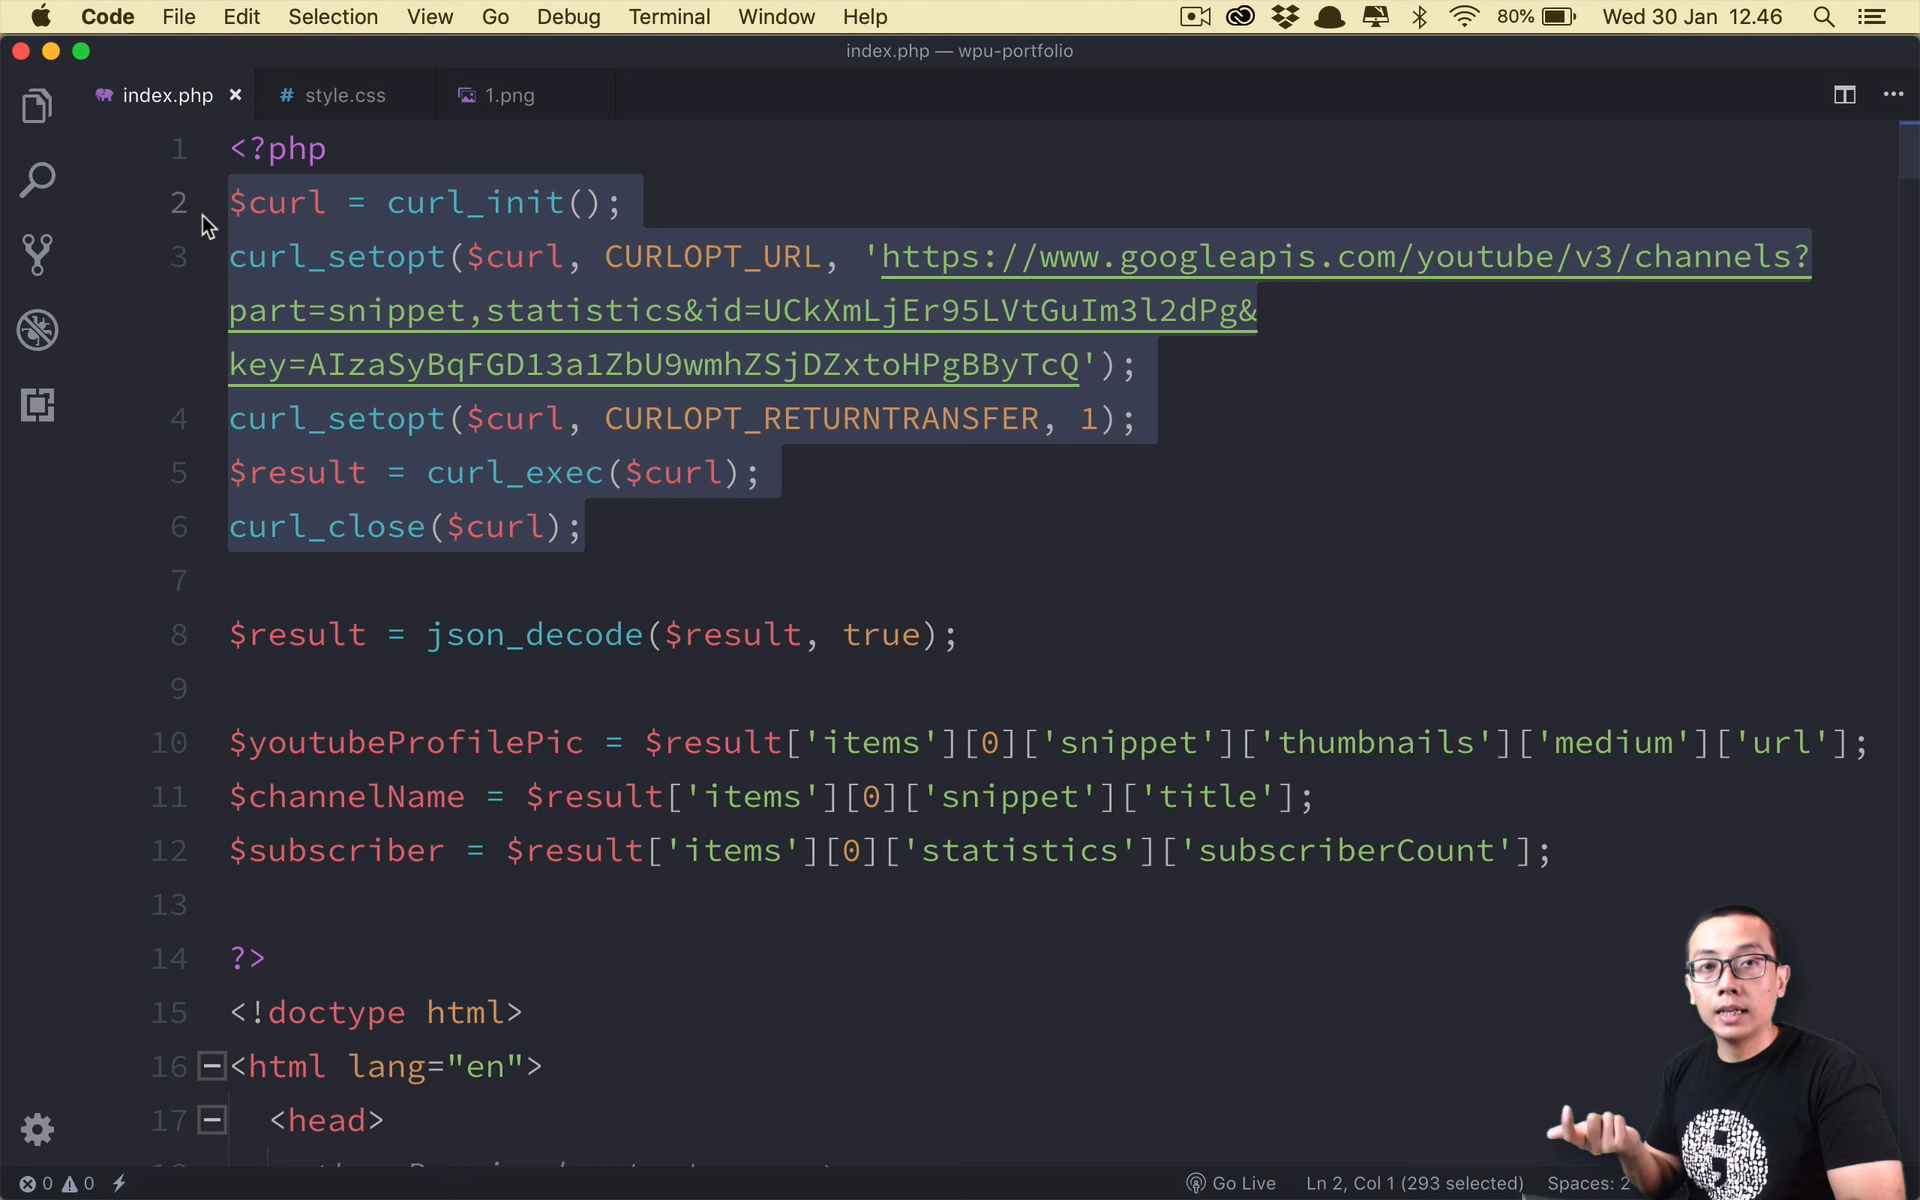 Code File Edit Selection View Go Debug Terminal Window Help 80% Wed 30 Jan 12.46
index.php — wpu-portfolio
index.php × # style.css 1.png
1 <?php
2 $curl = curl_init();
3 curl_setopt($curl, CURLOPT_URL, 'https://www.googleapis.com/youtube/v3/channels?
part=snippet,statistics&id=UCkXmLjEr95LVtGuIm3l2dPg&
key=AIzaSyBqFGD13a1ZbU9wmhZSjDZxtoHPgBByTcQ');
4 curl_setopt($curl, CURLOPT_RETURNTRANSFER, 1);
5 $result = curl_exec($curl);
6 curl_close($curl);
7
8 $result = json_decode($result, true);
9
10 $youtubeProfilePic = $result['items'][0]['snippet']['thumbnails']['medium']['url'];
11 $channelName = $result['items'][0]['snippet']['title'];
12 $subscriber = $result['items'][0]['statistics']['subscriberCount'];
13
14 ?>
15 <!doctype html>
16 <html lang="en">
17 <head>
0 0 Go Live Ln 2, Col 1 (293 selected) Spaces: 2